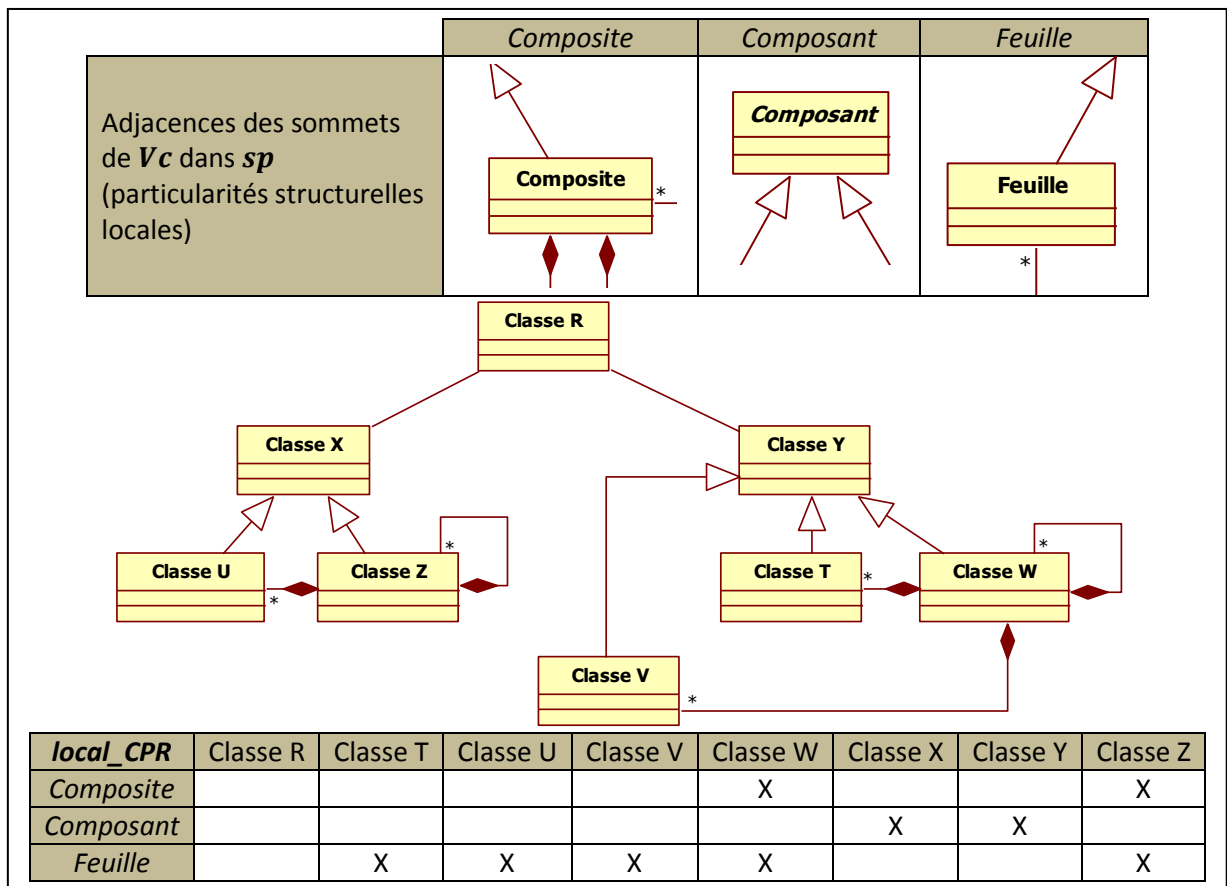 Composite Composant Feuille
Adjacences des sommets
de Vc dans sp
(particularités structurelles
locales)
Composite
*
Composant
Feuille
*
Classe R
Classe X
Classe Y
Classe U
*
Classe Z
*
Classe T
*
Classe W
*
Classe V
*
local_CPR Classe R Classe T Classe U Classe V Classe W Classe X Classe Y Classe Z
Composite X X
Composant X X
Feuille X X X X X